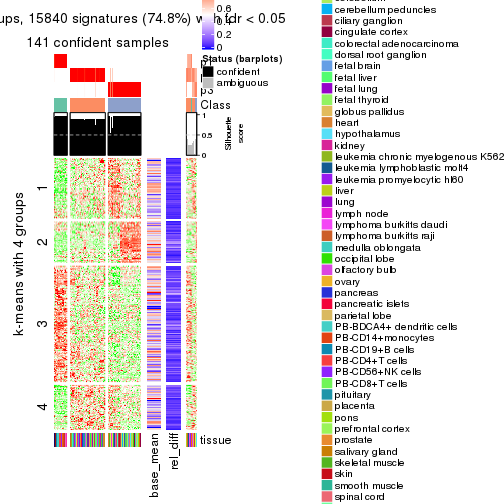 ups, 15840 signatures (74.8%) with fdr < 0.05
141 confident samples
0.6
0.4
0.2
0
Status (barplots)
confident
ambiguous
p3
Class
1
0.5
0
Silhouette
score
k-means with 4 groups
1
2
3
4
tissue
base_mean
rel_diff
cerebellum peduncles
ciliary ganglion
cingulate cortex
colorectal adenocarcinoma
dorsal root ganglion
fetal brain
fetal liver
fetal lung
fetal thyroid
globus pallidus
heart
hypothalamus
kidney
leukemia chronic myelogenous K562
leukemia lymphoblastic molt4
leukemia promyelocytic hl60
liver
lung
lymph node
lymphoma burkitts daudi
lymphoma burkitts raji
medulla oblongata
occipital lobe
olfactory bulb
ovary
pancreas
pancreatic islets
parietal lobe
PB-BDCA4+ dendritic cells
PB-CD14+monocytes
PB-CD19+B cells
PB-CD4+T cells
PB-CD56+NK cells
PB-CD8+T cells
pituitary
placenta
pons
prefrontal cortex
prostate
salivary gland
skeletal muscle
skin
smooth muscle
spinal cord